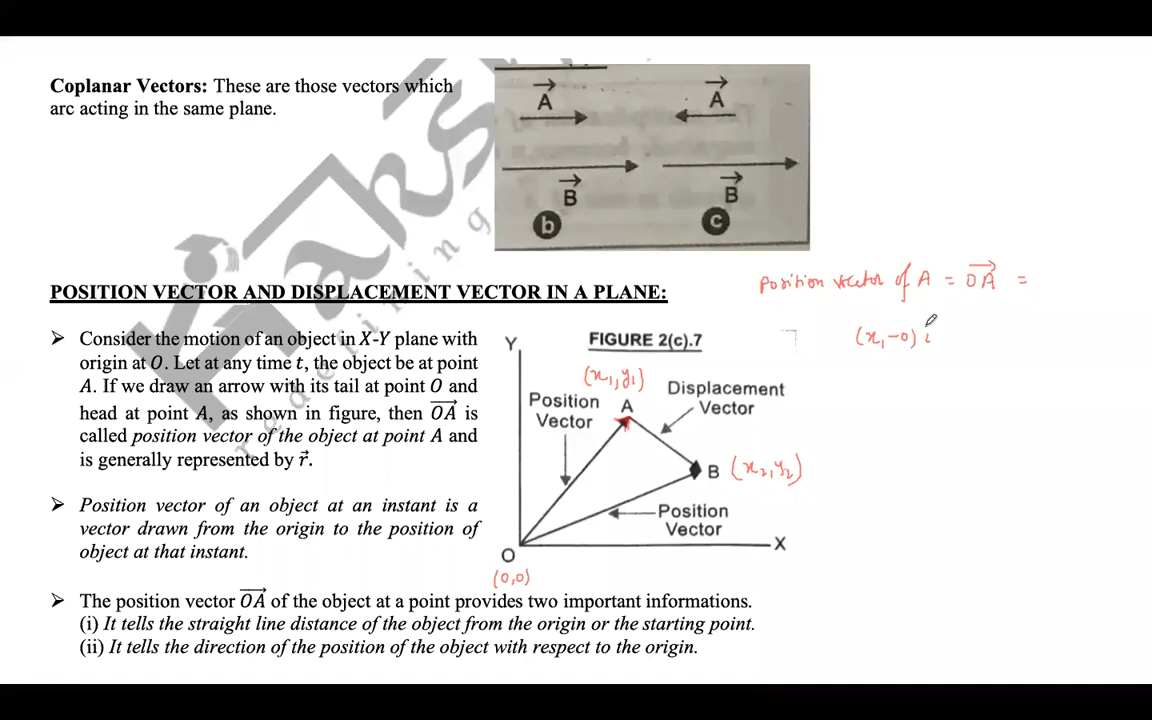 Coplanar Vectors: These are those vectors which
arc acting in the same plane.
A A
B B
b c
POSITION VECTOR AND DISPLACEMENT VECTOR IN A PLANE:
Position vector of A = OA⃗ =
(x₁-0) i
➤ Consider the motion of an object in X-Y plane with
origin at O. Let at any time t, the object be at point
A. If we draw an arrow with its tail at point O and
head at point A, as shown in figure, then OA⃗ is
called position vector of the object at point A and
is generally represented by r⃗.
➤ Position vector of an object at an instant is a
vector drawn from the origin to the position of
object at that instant.
Y FIGURE 2(c).7
(x₁,y₁)
Displacement
Vector
Position
Vector
A
B (x₂,y₂)
Position
Vector
O X
(0,0)
➤ The position vector OA⃗ of the object at a point provides two important informations.
(i) It tells the straight line distance of the object from the origin or the starting point.
(ii) It tells the direction of the position of the object with respect to the origin.
Haks
redefining